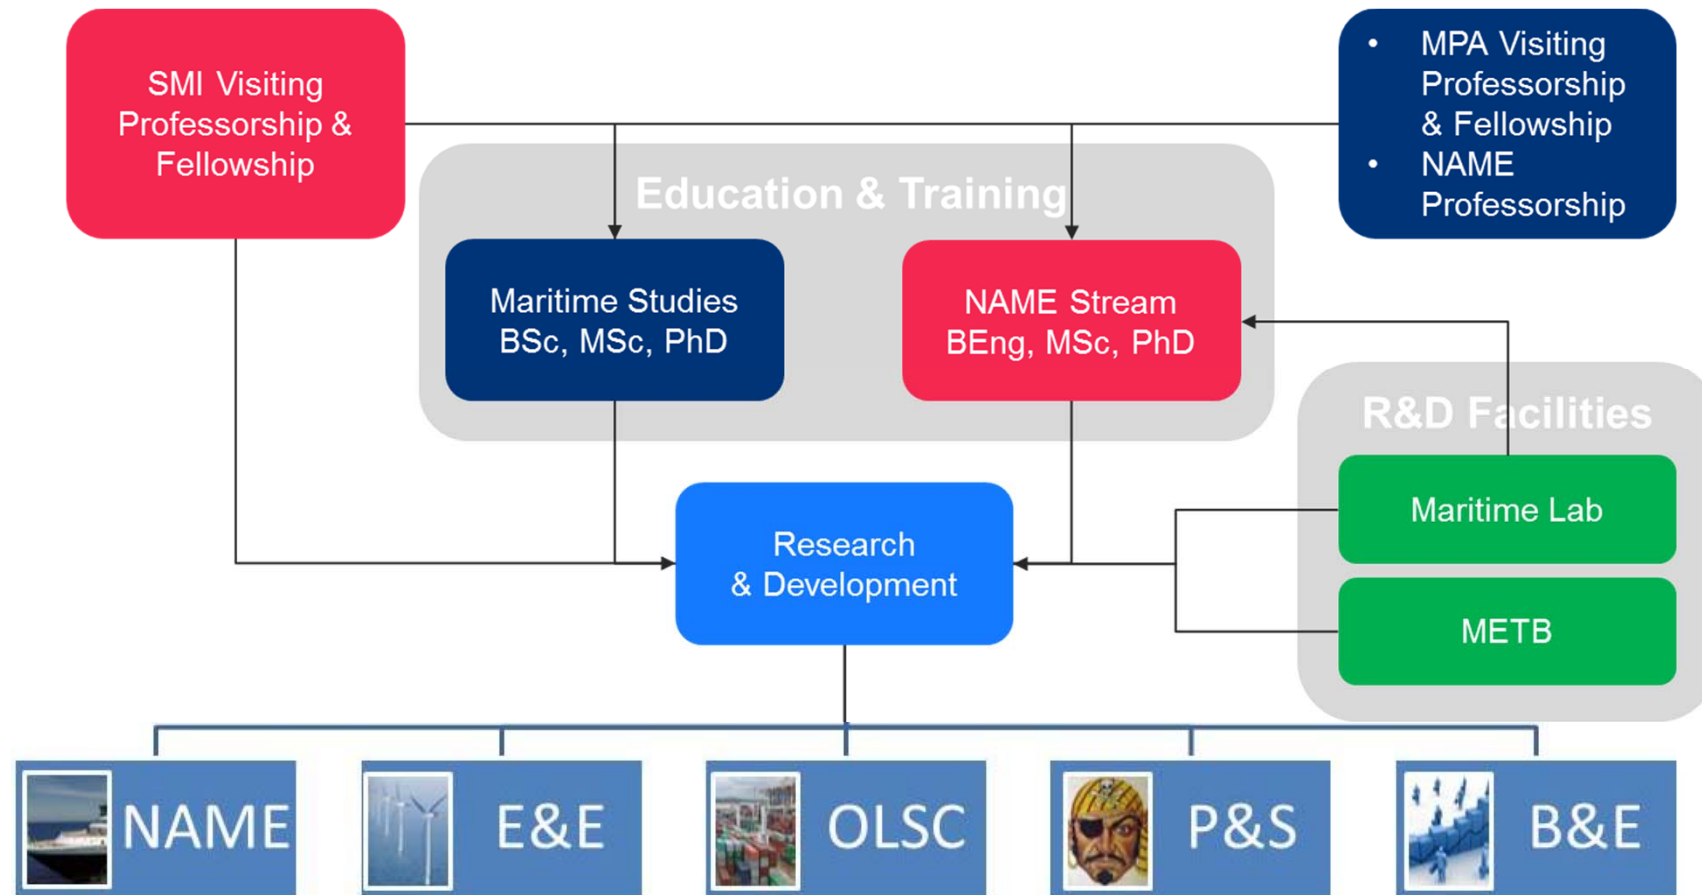 SMI Visiting
Professorship &
Fellowship
• MPA Visiting
Professorship
& Fellowship
• NAME
Professorship
Education & Training
Maritime Studies
BSc, MSc, PhD
NAME Stream
BEng, MSc, PhD
R&D Facilities
Maritime Lab
METB
Research
& Development
NAME
E&E
OLSC
P&S
B&E